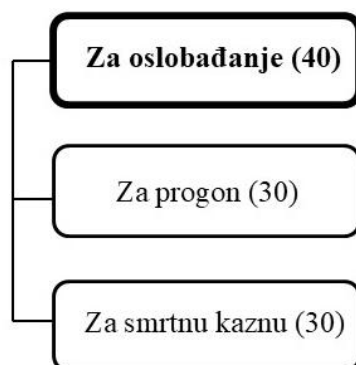 Za oslobađanje (40)
Za progon (30)
Za smrtnu kaznu (30)